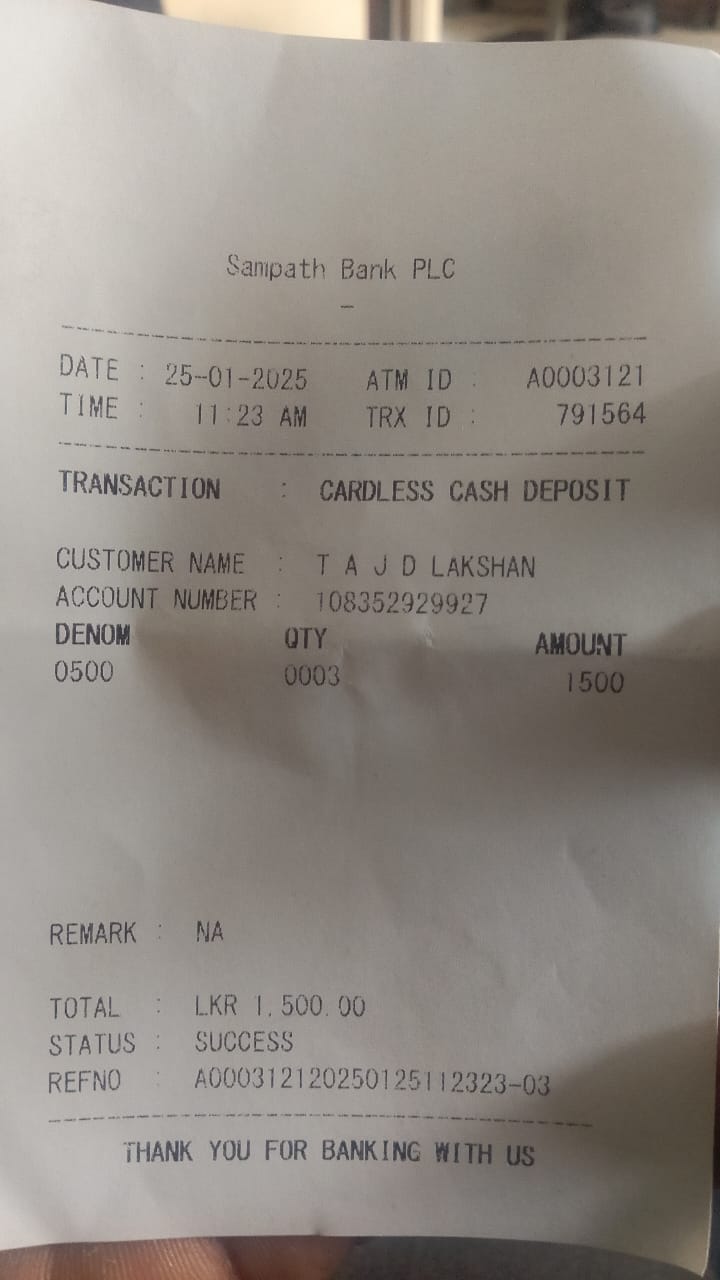 Sampath Bank PLC
-
DATE : 25-01-2025 ATM ID : A0003121
TIME : 11:23 AM TRX ID : 791564
TRANSACTION : CARDLESS CASH DEPOSIT
CUSTOMER NAME : T A J D LAKSHAN
ACCOUNT NUMBER : 108352929927
DENOM QTY AMOUNT
0500 0003 1500
REMARK : NA
TOTAL : LKR 1,500.00
STATUS : SUCCESS
REFNO : A000312120250125112323-03
THANK YOU FOR BANKING WITH US